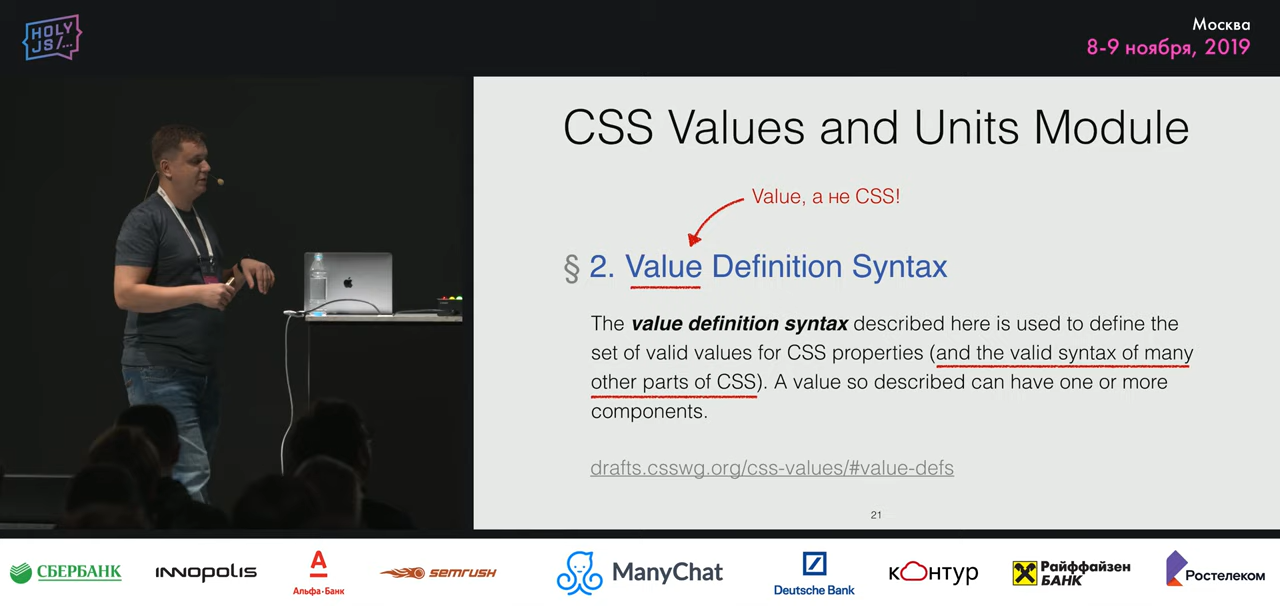 HOLY
JS/...
Москва
8-9 ноября, 2019
CSS Values and Units Module
Value, а не CSS!
§ 2. Value Definition Syntax
The value definition syntax described here is used to define the
set of valid values for CSS properties (and the valid syntax of many
other parts of CSS). A value so described can have one or more
components.
drafts.csswg.org/css-values/#value-defs
21
СБЕРБАНК
INNOPOLIS
А
Альфа·Банк
SEMRUSH
ManyChat
Deutsche Bank
кОнтур
Райффайзен
БАНК
Ростелеком